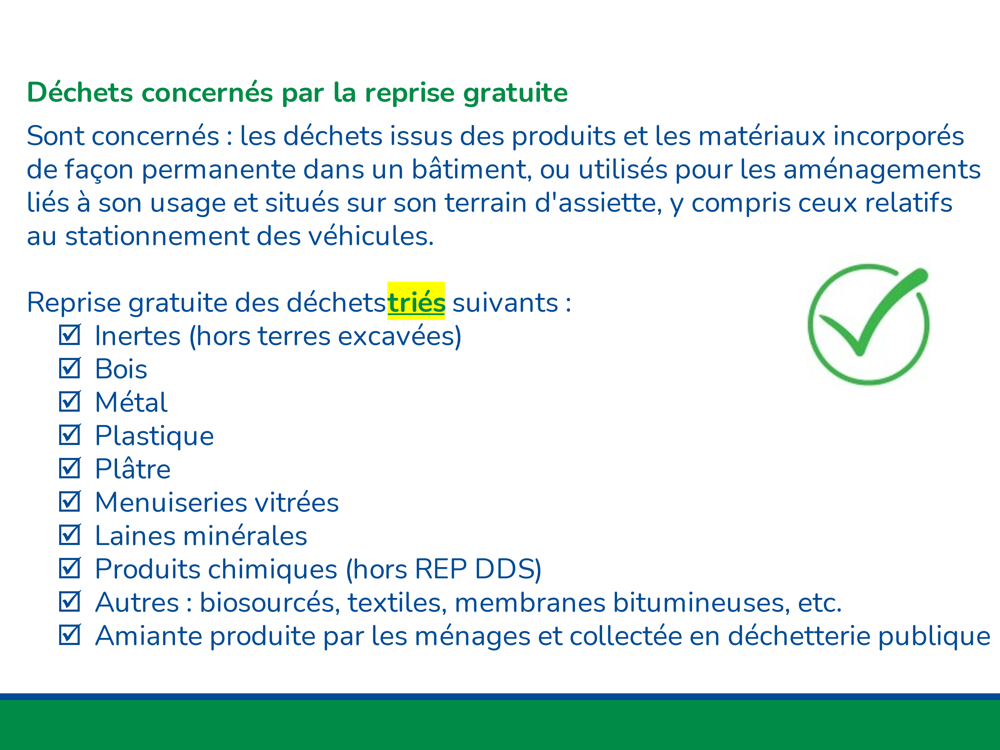 Déchets concernés par la reprise gratuite
Sont concernés : les déchets issus des produits et les matériaux incorporés
de façon permanente dans un bâtiment, ou utilisés pour les aménagements
liés à son usage et situés sur son terrain d'assiette, y compris ceux relatifs
au stationnement des véhicules.
Reprise gratuite des déchets triés suivants :
Inertes (hors terres excavées)
Bois
Métal
Plastique
Plâtre
Menuiseries vitrées
Laines minérales
Produits chimiques (hors REP DDS)
Autres : biosourcés, textiles, membranes bitumineuses, etc.
Amiante produite par les ménages et collectée en déchetterie publique